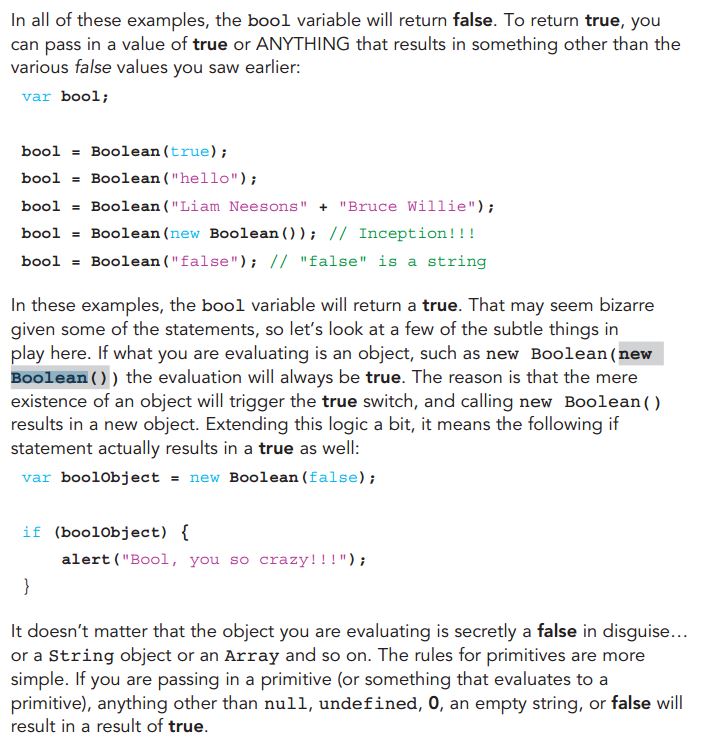 In all of these examples, the bool variable will return false. To return true, you
can pass in a value of true or ANYTHING that results in something other than the
various false values you saw earlier:
var bool;
bool = Boolean(true);
bool = Boolean("hello");
bool = Boolean("Liam Neesons" + "Bruce Willie");
bool = Boolean(new Boolean()); // Inception!!!
bool = Boolean("false"); // "false" is a string
In these examples, the bool variable will return a true. That may seem bizarre
given some of the statements, so let's look at a few of the subtle things in
play here. If what you are evaluating is an object, such as new Boolean(new
Boolean()) the evaluation will always be true. The reason is that the mere
existence of an object will trigger the true switch, and calling new Boolean()
results in a new object. Extending this logic a bit, it means the following if
statement actually results in a true as well:
var boolObject = new Boolean(false);
if (boolObject) {
alert("Bool, you so crazy!!!");
}
It doesn't matter that the object you are evaluating is secretly a false in disguise...
or a String object or an Array and so on. The rules for primitives are more
simple. If you are passing in a primitive (or something that evaluates to a
primitive), anything other than null, undefined, 0, an empty string, or false will
result in a result of true.